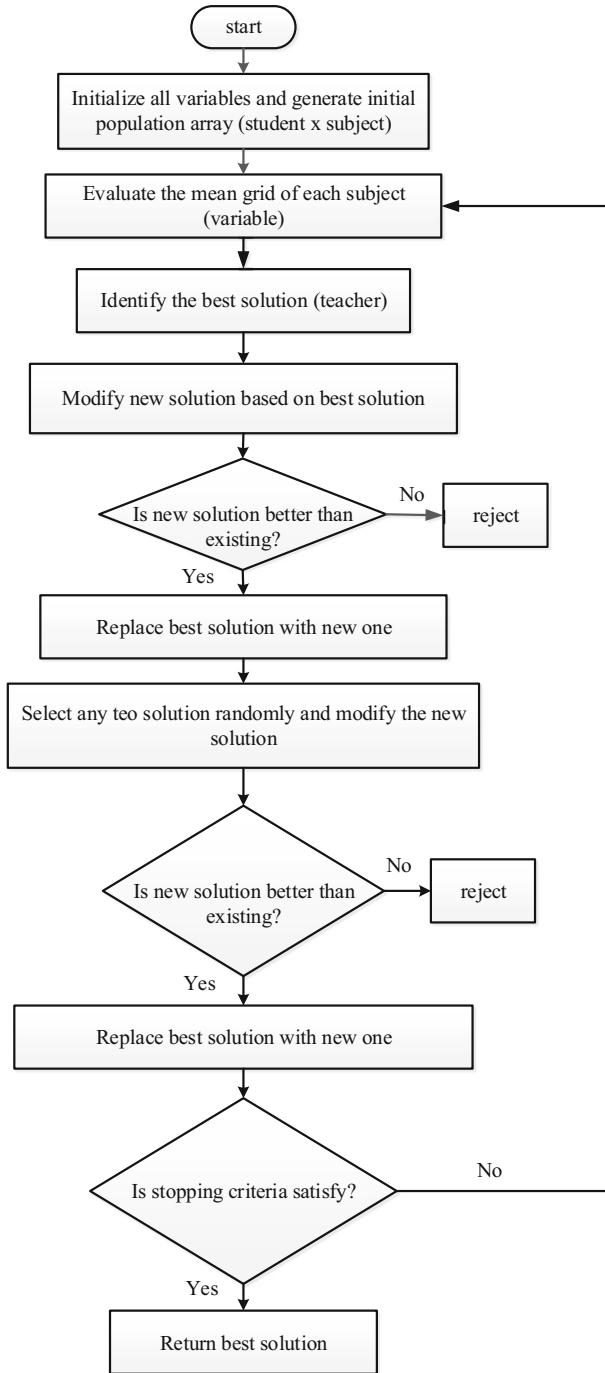 start
Initialize all variables and generate initial
population array (student x subject)
Evaluate the mean grid of each subject
(variable)
Identify the best solution (teacher)
Modify new solution based on best solution
Is new solution better than
existing?
No
reject
Yes
Replace best solution with new one
Select any teo solution randomly and modify the new
solution
Is new solution better than
existing?
No
reject
Yes
Replace best solution with new one
Is stopping criteria satisfy?
No
Yes
Return best solution